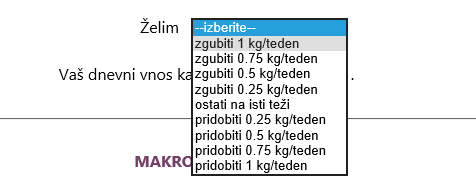 Želim --izberite--
zgubiti 1 kg/teden
zgubiti 0.75 kg/teden
Vaš dnevni vnos ka .
zgubiti 0.5 kg/teden
zgubiti 0.25 kg/teden
ostati na isti teži
pridobiti 0.25 kg/teden
pridobiti 0.5 kg/teden
pridobiti 0.75 kg/teden
MAKRO
pridobiti 1 kg/teden